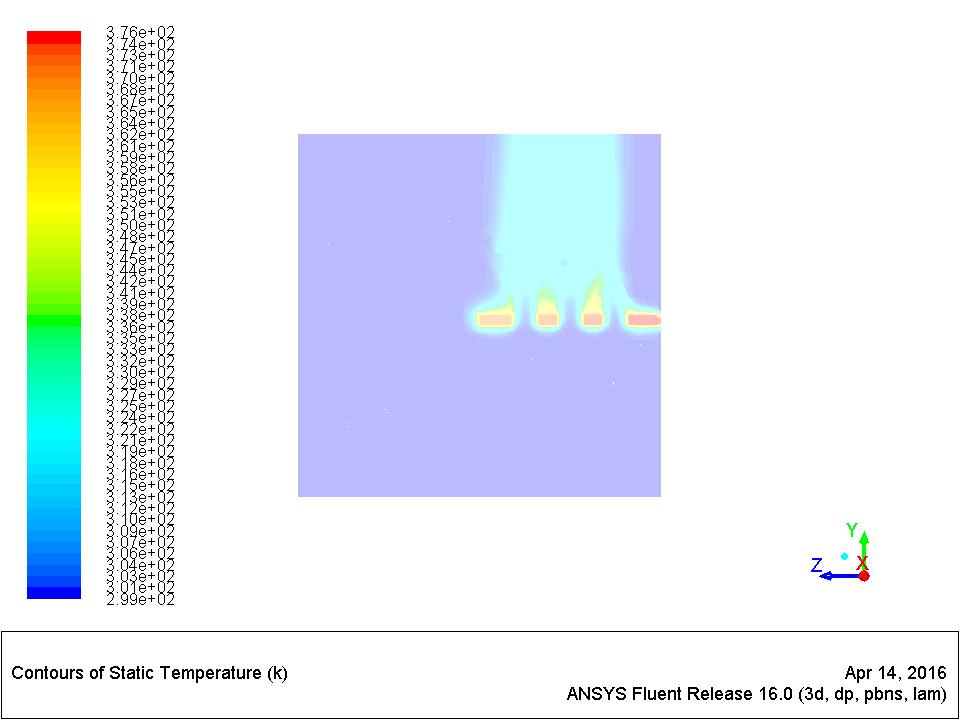 3.76e+02
3.74e+02
3.73e+02
3.71e+02
3.70e+02
3.68e+02
3.67e+02
3.65e+02
3.64e+02
3.62e+02
3.61e+02
3.59e+02
3.58e+02
3.56e+02
3.55e+02
3.53e+02
3.51e+02
3.50e+02
3.48e+02
3.47e+02
3.45e+02
3.44e+02
3.42e+02
3.41e+02
3.39e+02
3.38e+02
3.36e+02
3.35e+02
3.33e+02
3.32e+02
3.30e+02
3.29e+02
3.27e+02
3.25e+02
3.24e+02
3.22e+02
3.21e+02
3.19e+02
3.18e+02
3.16e+02
3.15e+02
3.13e+02
3.12e+02
3.10e+02
3.09e+02
3.07e+02
3.06e+02
3.04e+02
3.03e+02
3.01e+02
2.99e+02
Y
Z X
Contours of Static Temperature (k)
Apr 14, 2016
ANSYS Fluent Release 16.0 (3d, dp, pbns, lam)